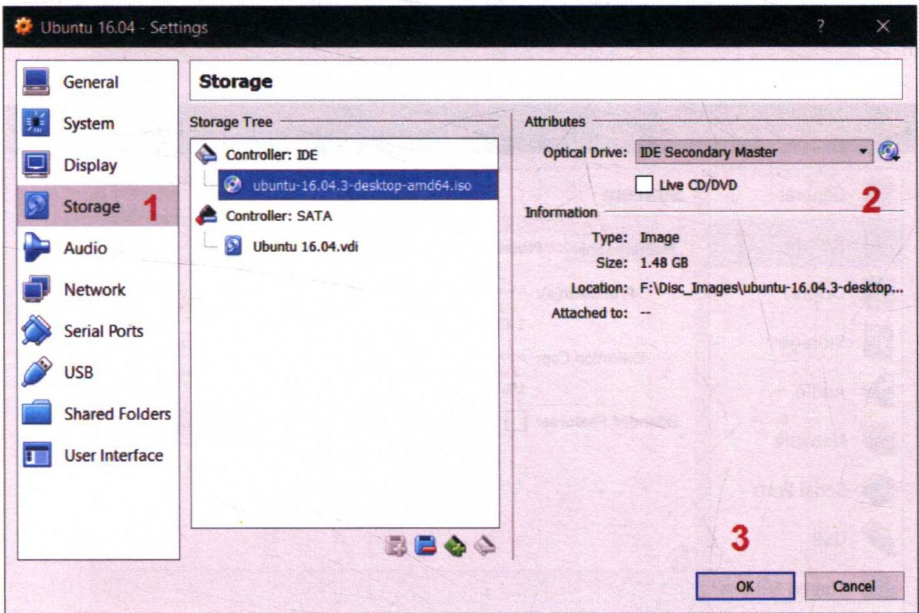 Ubuntu 16.04 - Settings
? ×
General
System
Display
Storage 1
Audio
Network
Serial Ports
USB
Shared Folders
User Interface
Storage
Storage Tree
Controller: IDE
ubuntu-16.04.3-desktop-amd64.iso
Controller: SATA
Ubuntu 16.04.vdi
Attributes
Optical Drive: IDE Secondary Master
Live CD/DVD
2
Information
Type: Image
Size: 1.48 GB
Location: F:\Disc_Images\ubuntu-16.04.3-desktop...
Attached to: --
3
OK Cancel